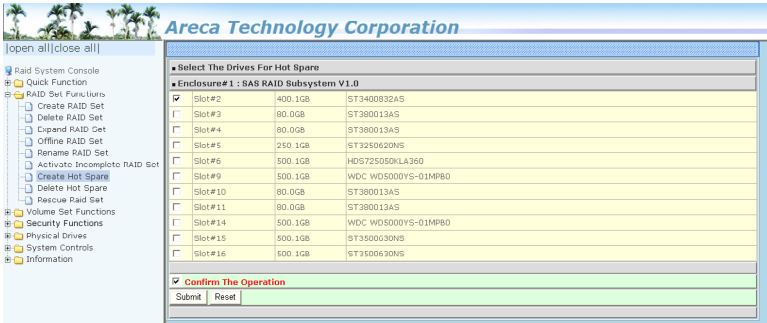 Areca Technology Corporation
|open all|close all|
Raid System Console
Quick Function
RAID Set Functions
Create RAID Set
Delete RAID Set
Expand RAID Set
Offline RAID Set
Rename RAID Set
Activate Incomplete RAID Set
Create Hot Spare
Delete Hot Spare
Rescue Raid Set
Volume Set Functions
Security Functions
Physical Drives
System Controls
Information
Select The Drives For Hot Spare
Enclosure#1 : SAS RAID Subsystem V1.0
Slot#2 400.1GB ST3400832AS
Slot#3 80.0GB ST380013AS
Slot#4 80.0GB ST380013AS
Slot#5 250.1GB ST3250620NS
Slot#6 500.1GB HDS725050KLA360
Slot#9 500.1GB WDC WD5000YS-01MPB0
Slot#10 80.0GB ST380013AS
Slot#11 80.0GB ST380013AS
Slot#14 500.1GB WDC WD5000YS-01MPB0
Slot#15 500.1GB ST3500630NS
Slot#16 500.1GB ST3500630NS
Confirm The Operation
Submit Reset